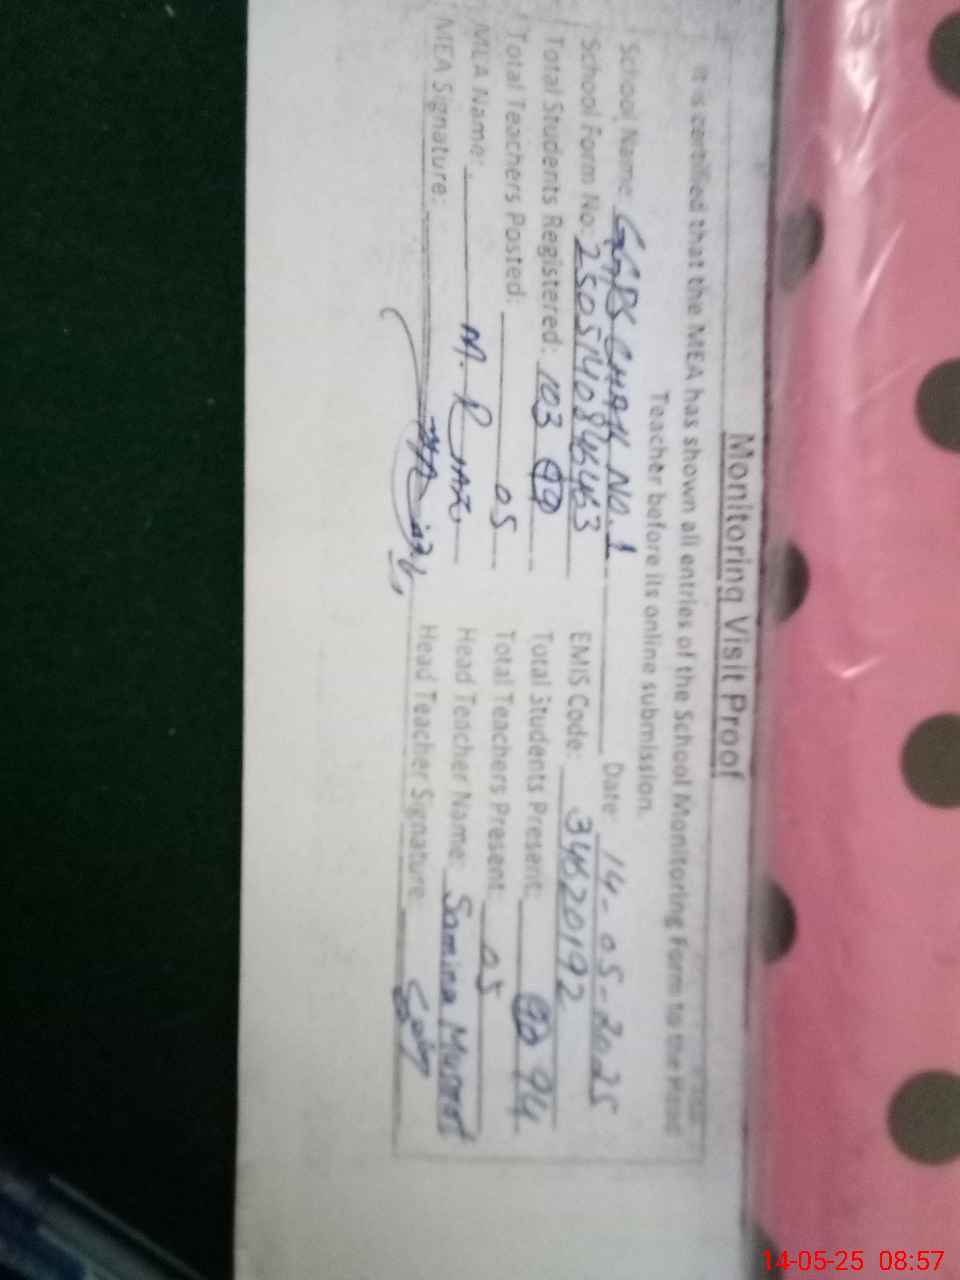 Monitoring Visit Proof
It is certified that the MEA has shown all entries of the School Monitoring Form to the Head
Teacher before its online submission.
School Name: GGPS CHAK NO.1 Date: 14-05-2025
School Form No: EMIS Code: 34620192
Total Students Registered: 103 Total Students Present: 94
Total Teachers Posted: 05 Total Teachers Present: 05
MEA Name: M. R Head Teacher Name: Samina
MEA Signature: Head Teacher Signature:
14-05-25 08:57